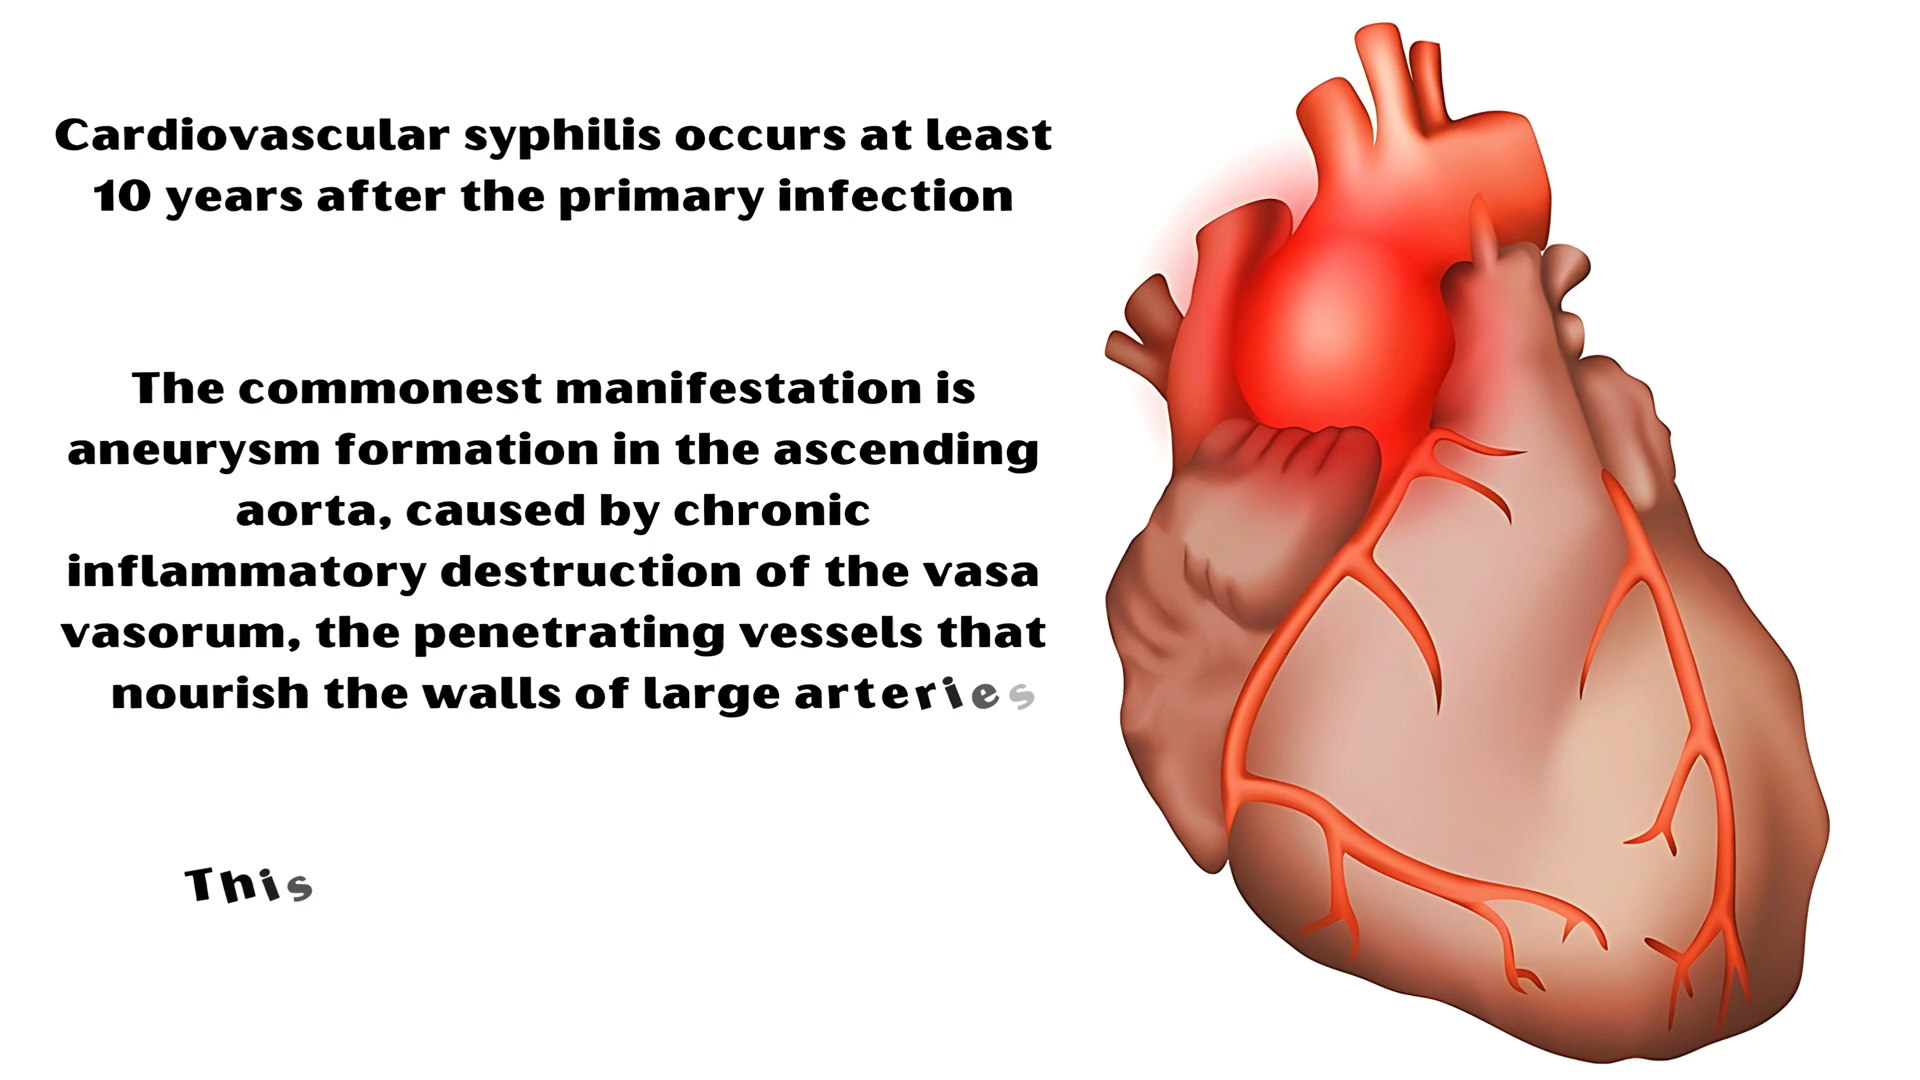 Cardiovascular syphilis occurs at least
10 years after the primary infection
The commonest manifestation is
aneurysm formation in the ascending
aorta, caused by chronic
inflammatory destruction of the vasa
vasorum, the penetrating vessels that
nourish the walls of large arteries
This